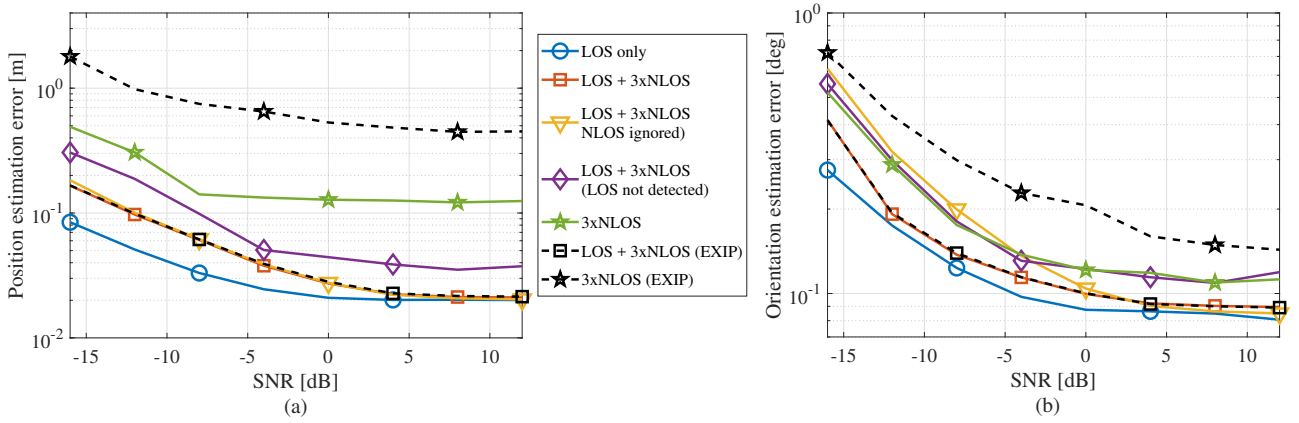 Position estimation error [m]
10^0
10^-1
10^-2
-15
-10
-5
0
5
10
SNR [dB]
(a)
LOS only
LOS + 3xNLOS
LOS + 3xNLOS
NLOS ignored)
LOS + 3xNLOS
(LOS not detected)
3xNLOS
LOS + 3xNLOS (EXIP)
3xNLOS (EXIP)
Orientation estimation error [deg]
10^0
10^-1
-15
-10
-5
0
5
10
SNR [dB]
(b)